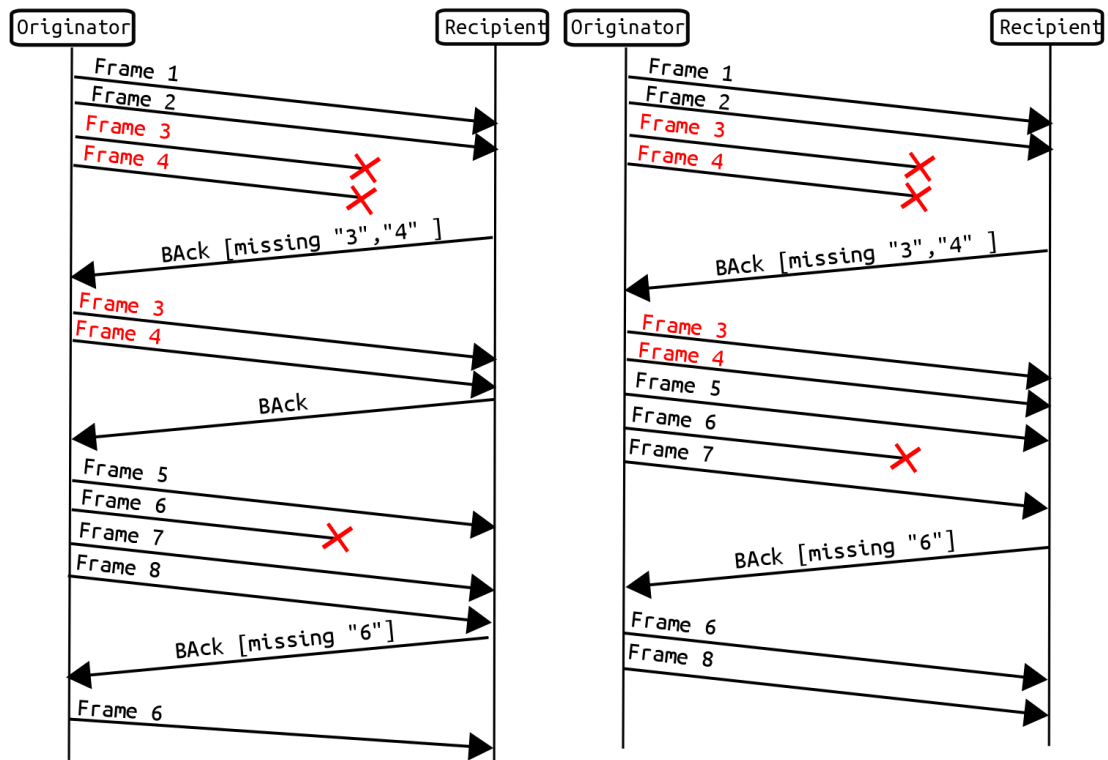 Originator
Recipient
Frame 1
Frame 2
Frame 3
Frame 4
BAck [missing "3","4" ]
Frame 3
Frame 4
BAck
Frame 5
Frame 6
Frame 7
Frame 8
BAck [missing "6"]
Frame 6
Originator
Recipient
Frame 1
Frame 2
Frame 3
Frame 4
BAck [missing "3","4" ]
Frame 3
Frame 4
Frame 5
Frame 6
Frame 7
BAck [missing "6"]
Frame 6
Frame 8